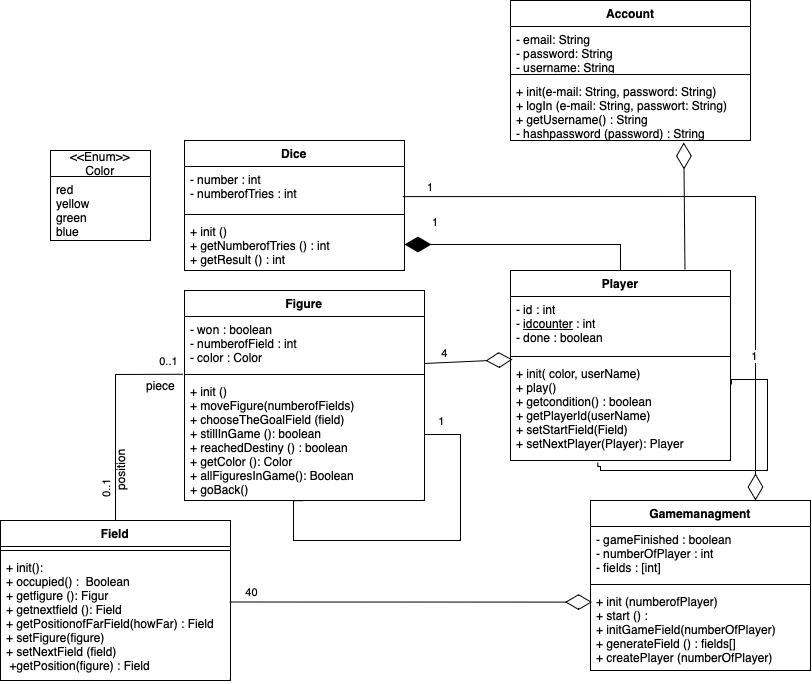 Account
- email: String
- password: String
- username: String
+ init(e-mail: String, password: String)
+ logIn (e-mail: String, passwort: String)
+ getUsername() : String
- hashpassword (password) : String
<<Enum>>
Color
red
yellow
green
blue
Dice
- number : int
- numberofTries : int
+ init ()
+ getNumberofTries () : int
+ getResult () : int
1
1
Player
- id : int
- idcounter : int
- done : boolean
+ init( color, userName)
+ play()
+ getcondition() : boolean
+ getPlayerId(userName)
+ setStartField(Field)
+ setNextPlayer(Player): Player
Figure
- won : boolean
- numberofField : int
- color : Color
+ init ()
+ moveFigure(numberofFields)
+ chooseTheGoalField (field)
+ stillInGame (): boolean
+ reachedDestiny () : boolean
+ getColor (): Color
+ allFiguresInGame(): Boolean
+ goBack()
4
1
1
0..1
piece
position
0..1
Field
+ init():
+ occupied() :  Boolean
+ getfigure (): Figur
+ getnextfield (): Field
+ getPositionofFarField(howFar) : Field
+ setFigure(figure)
+ setNextField (field)
+getPosition(figure) : Field
40
Gamemanagment
- gameFinished : boolean
- numberOfPlayer : int
- fields : [int]
+ init (numberofPlayer)
+ start () :
+ initGameField(numberOfPlayer)
+ generateField () : fields[]
+ createPlayer (numberOfPlayer)